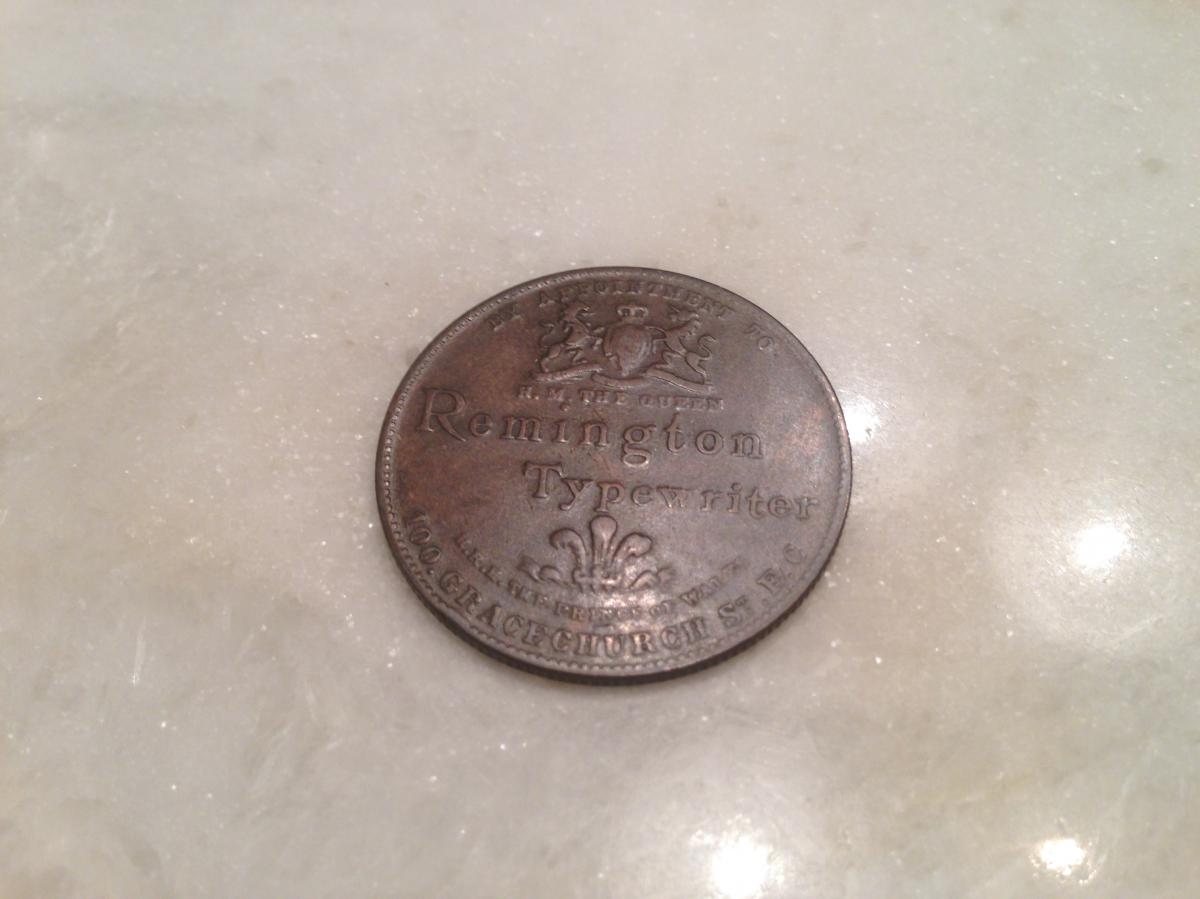 BY APPOINTMENT TO
H. M. THE QUEEN
Remington
Typewriter
H.R.H. THE PRINCE OF WALES
100. GRACECHURCH ST. E.C